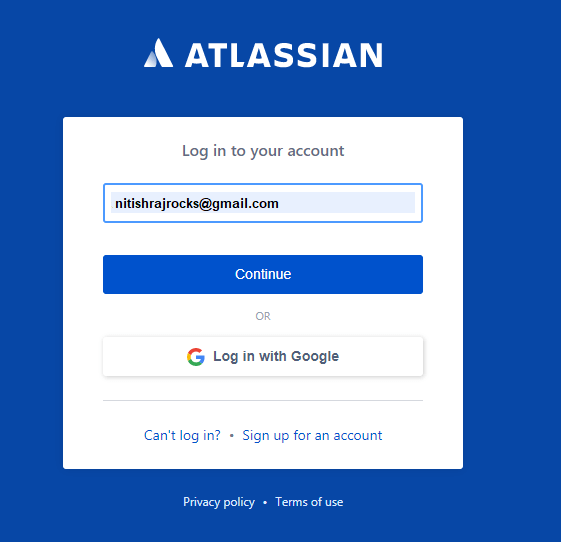 ATLASSIAN
Log in to your account
nitishrajrocks@gmail.com
Continue
OR
Log in with Google
Can't log in? • Sign up for an account
Privacy policy • Terms of use